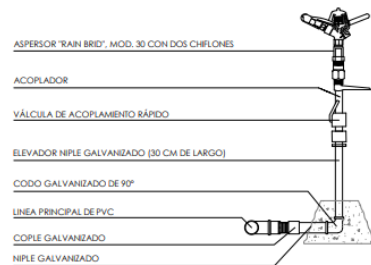 ASPERSOR "RAIN BRID", MOD. 30 CON DOS CHIFLONES
ACOPLADOR
VÁLCULA DE ACOPLAMIENTO RÁPIDO
ELEVADOR NIPLE GALVANIZADO (30 CM DE LARGO)
CODO GALVANIZADO DE 90°
LINEA PRINCIPAL DE PVC
COPLE GALVANIZADO
NIPLE GALVANIZADO